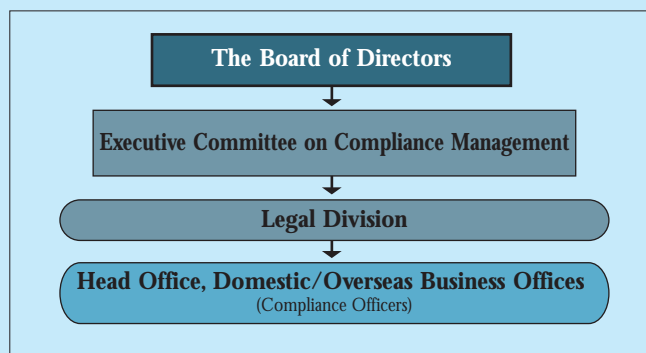 The Board of Directors
Executive Committee on Compliance Management
Legal Division
Head Office, Domestic/Overseas Business Offices
(Compliance Officers)